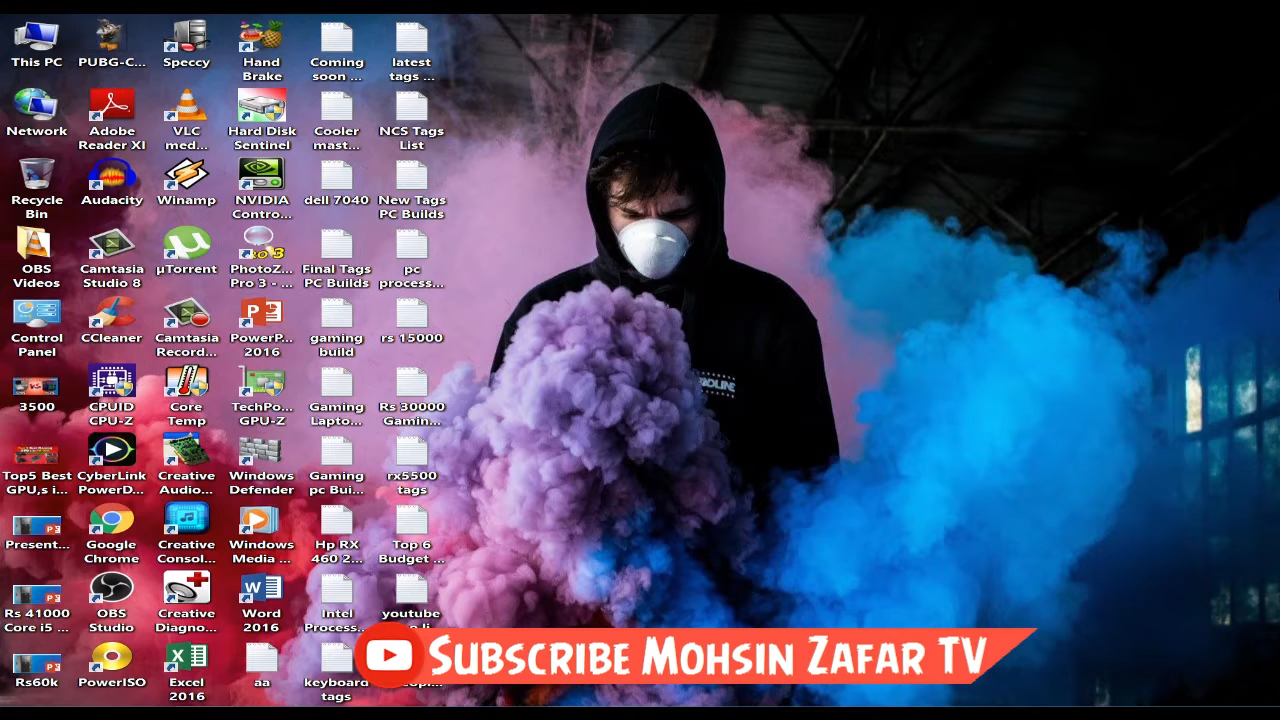 This PC
PUBG-C...
Speccy
Hand
Brake
Coming
soon ...
latest
tags ...
Network
Adobe
Reader XI
VLC
med...
Hard Disk
Sentinel
Cooler
mast...
NCS Tags
List
Recycle
Bin
Audacity
Winamp
NVIDIA
Contro...
dell 7040
New Tags
PC Builds
OBS
Videos
Camtasia
Studio 8
µTorrent
PhotoZ...
Pro 3 - ...
Final Tags
PC Builds
pc
process...
Control
Panel
CCleaner
Camtasia
Record...
PowerP...
2016
gaming
build
rs 15000
3500
CPUID
CPU-Z
Core
Temp
TechPo...
GPU-Z
Gaming
Lapto...
Rs 30000
Gamin...
Top5 Best
GPU,s i...
CyberLink
PowerD...
Creative
Audio...
Windows
Defender
Gaming
pc Bui...
rx5500
tags
Present...
Google
Chrome
Creative
Consol...
Windows
Media ...
Hp RX
460 2...
Top 6
Budget ...
Rs 41000
Core i5 ...
OBS
Studio
Creative
Diagno...
Word
2016
Intel
Process...
youtube
Rs60k
PowerISO
Excel
2016
aa
keyboard
tags
Subscribe Mohsin Zafar TV